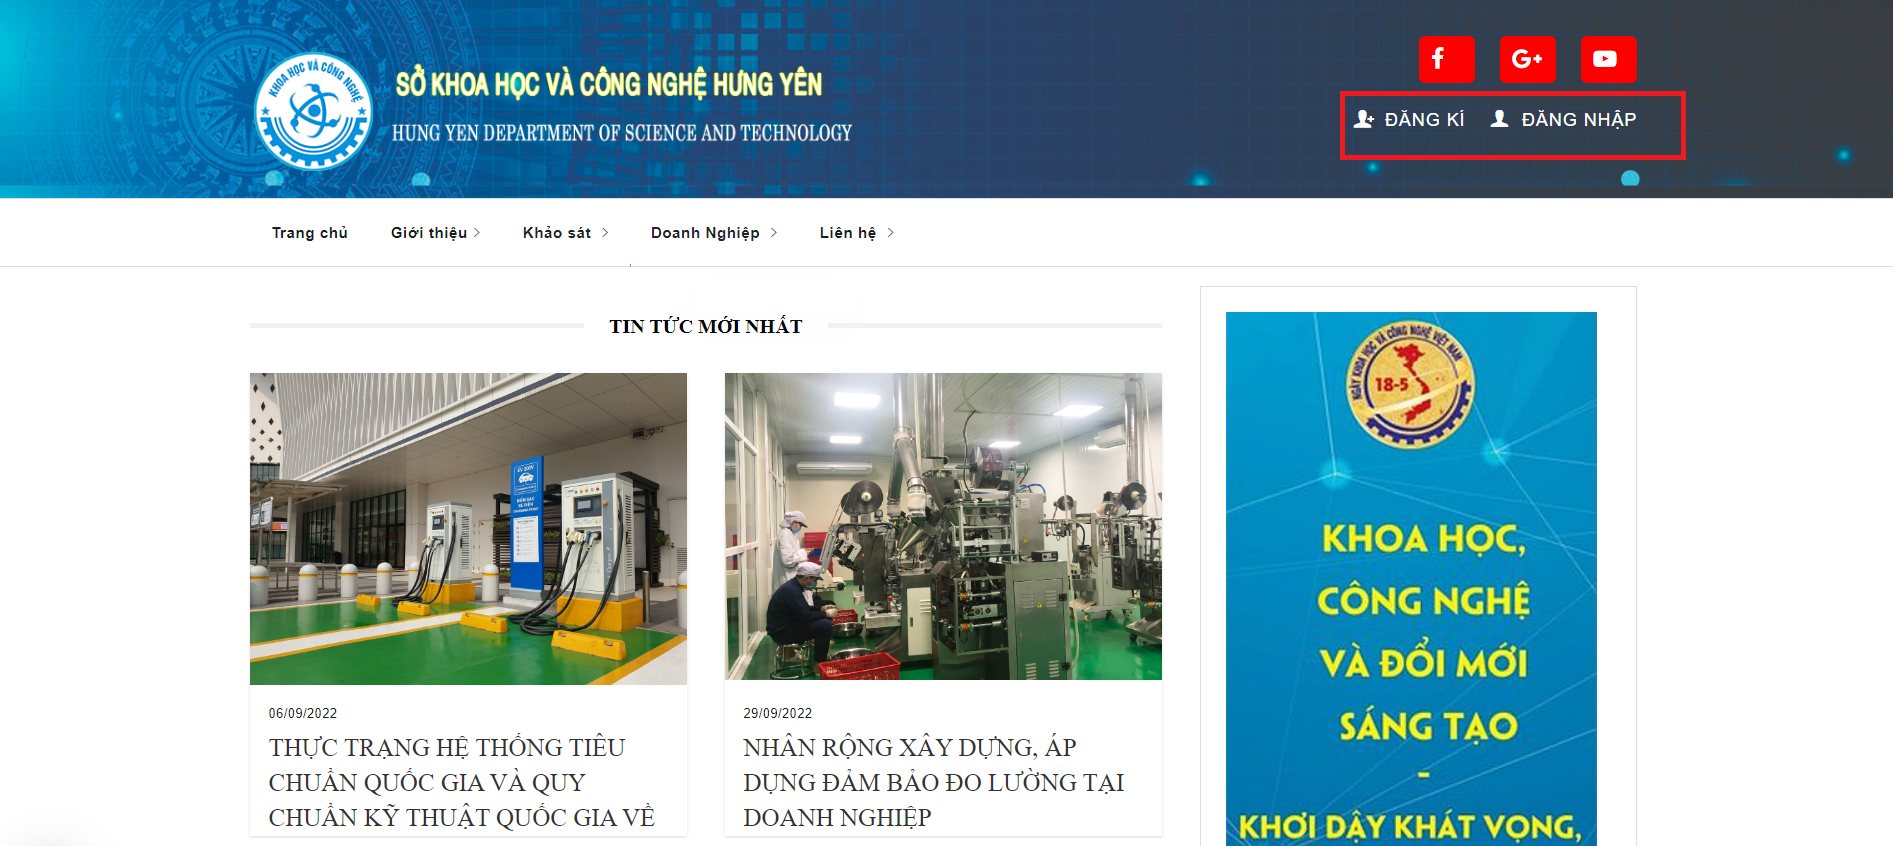 KHOA HỌC VÀ CÔNG NGHỆ
SỞ KHOA HỌC VÀ CÔNG NGHỆ HƯNG YÊN
HUNG YEN DEPARTMENT OF SCIENCE AND TECHNOLOGY
ĐĂNG KÍ ĐĂNG NHẬP
Trang chủ Giới thiệu Khảo sát Doanh Nghiệp Liên hệ
TIN TỨC MỚI NHẤT
06/09/2022
THỰC TRẠNG HỆ THỐNG TIÊU
CHUẨN QUỐC GIA VÀ QUY
CHUẨN KỸ THUẬT QUỐC GIA VỀ
29/09/2022
NHÂN RỘNG XÂY DỰNG, ÁP
DỤNG ĐẢM BẢO ĐO LƯỜNG TẠI
DOANH NGHIỆP
NGÀY KHOA HỌC VÀ CÔNG NGHỆ VIỆT NAM
18-5
KHOA HỌC,
CÔNG NGHỆ
VÀ ĐỔI MỚI
SÁNG TẠO
-
KHƠI DẬY KHÁT VỌNG,